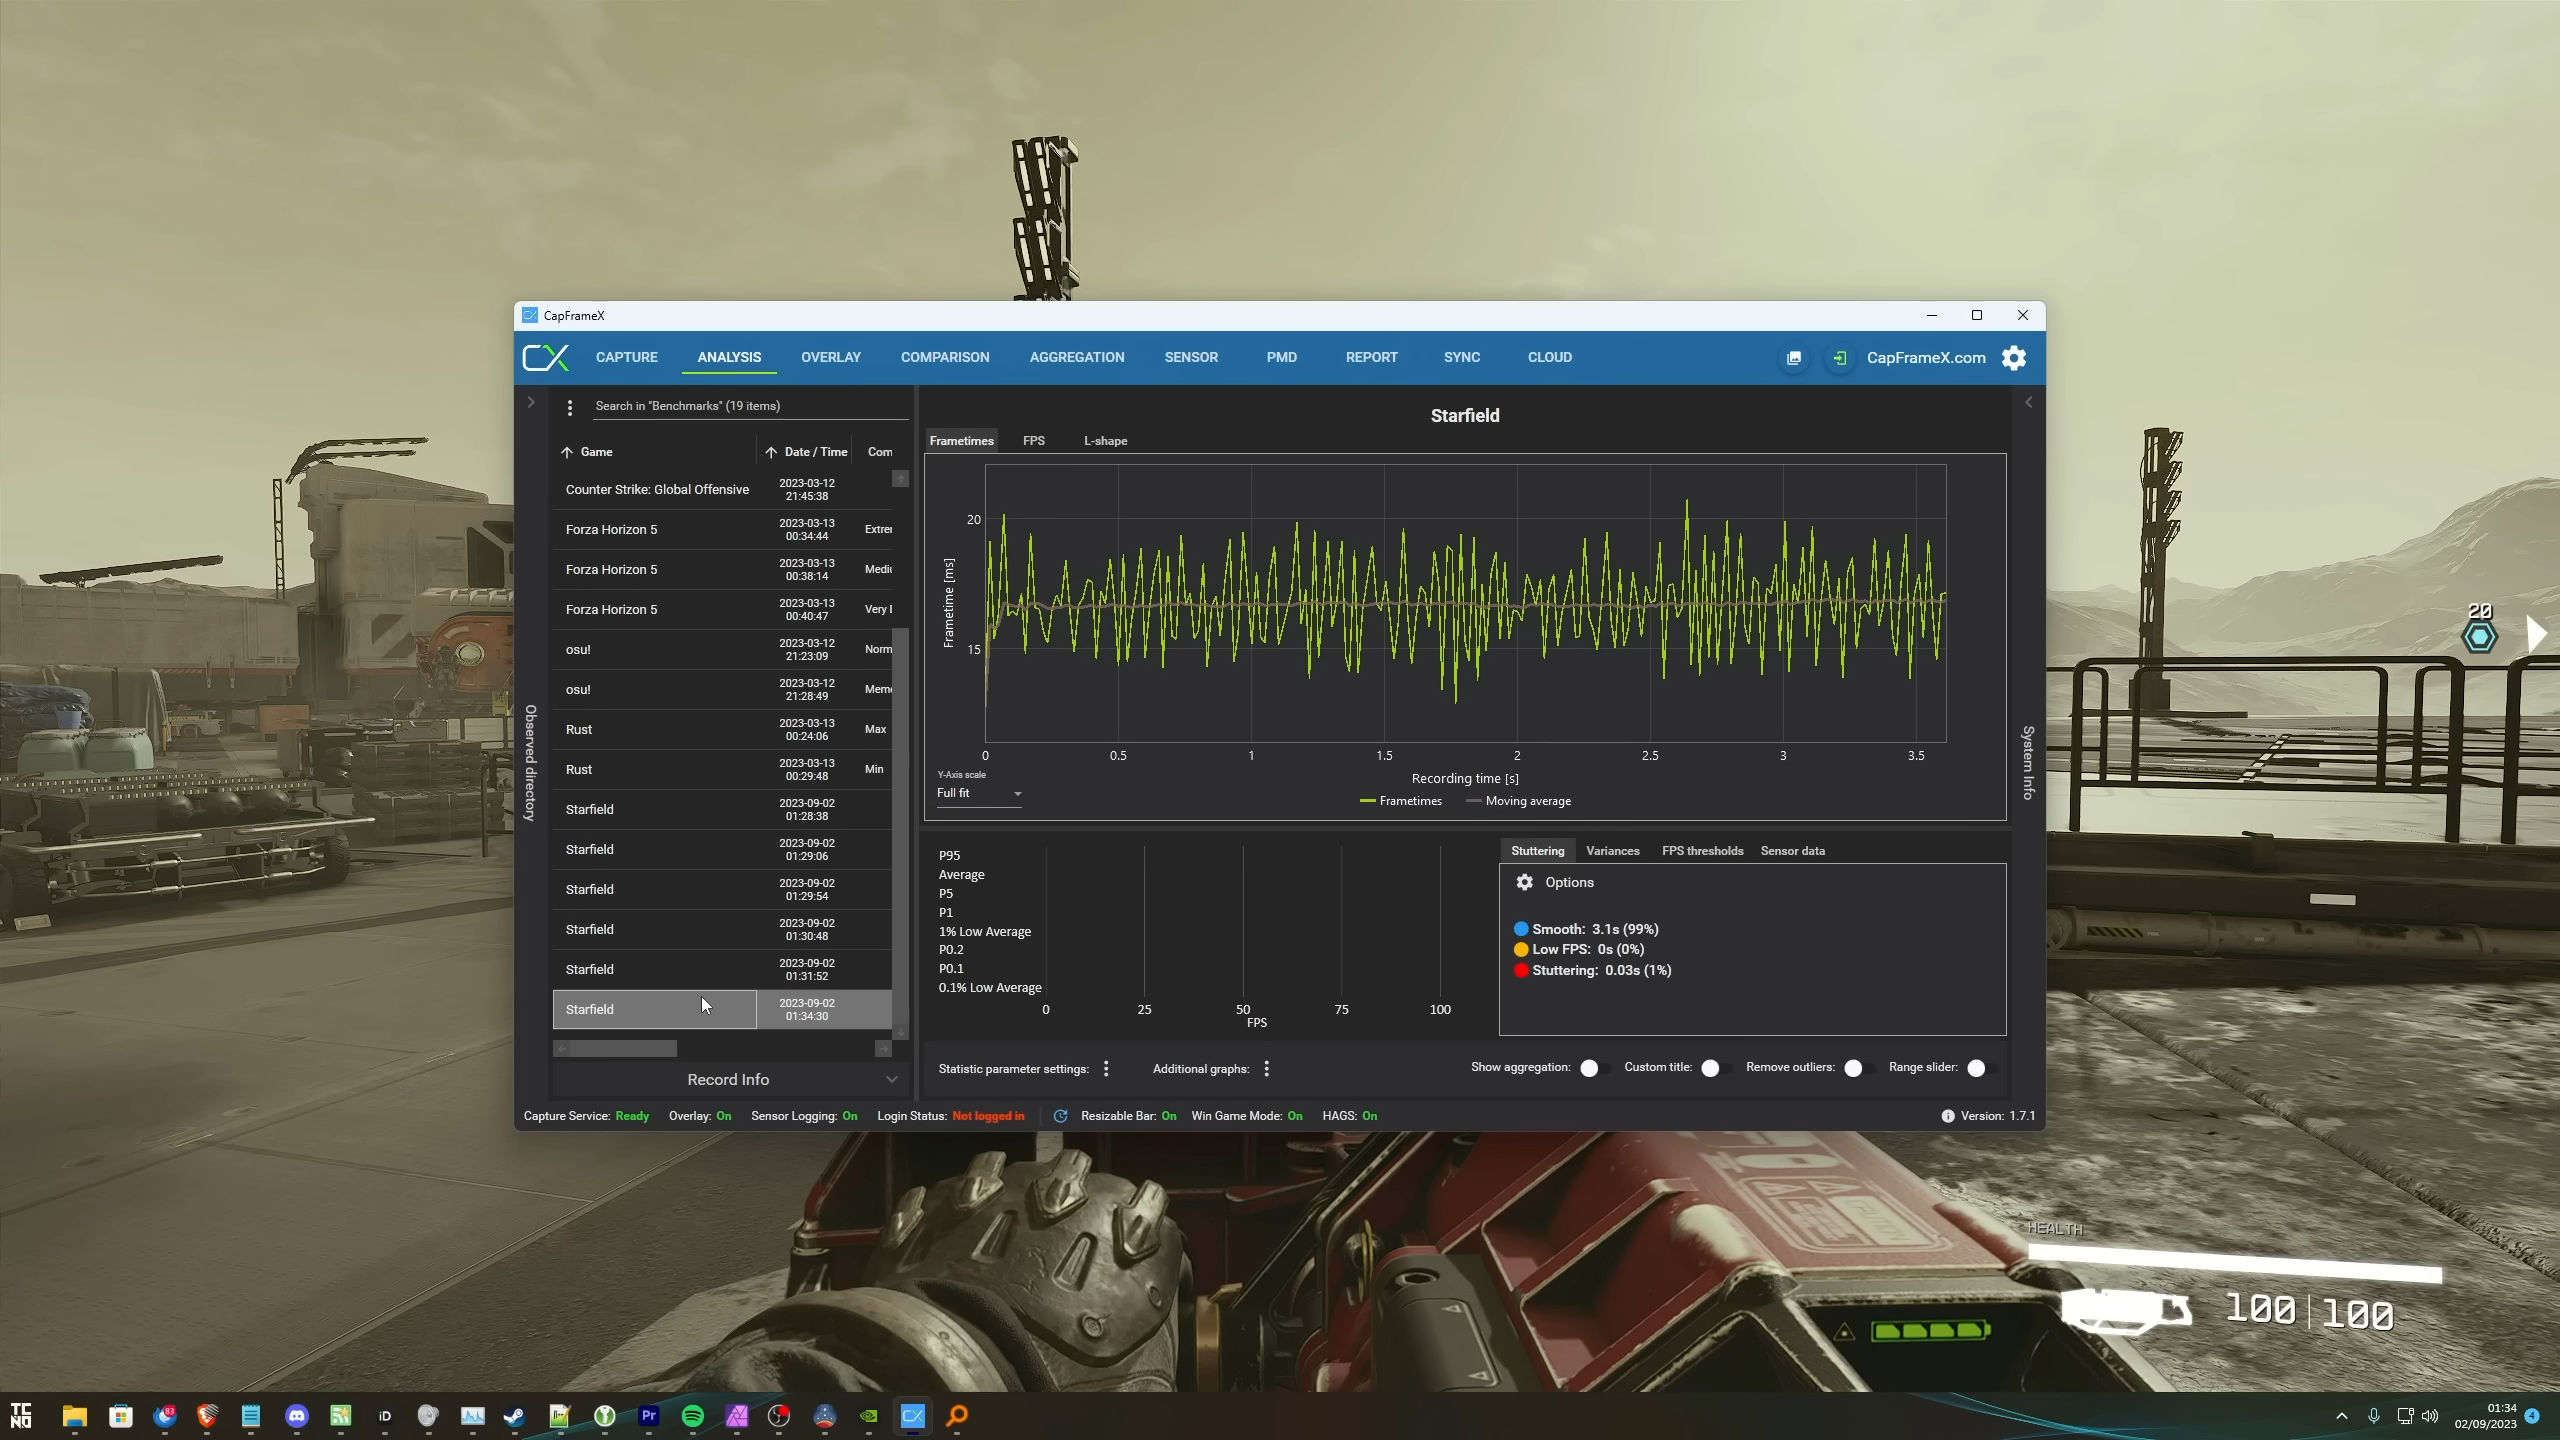 CapFrameX
CX CAPTURE ANALYSIS OVERLAY COMPARISON AGGREGATION SENSOR PMD REPORT SYNC CLOUD CapFrameX.com
Search in "Benchmarks" (19 items)
Game Date / Time Com
Counter Strike: Global Offensive 2023-03-12
21:45:38
Forza Horizon 5 2023-03-13 Extre
00:34:44
Forza Horizon 5 2023-03-13 Mediu
00:38:14
Forza Horizon 5 2023-03-13 Very l
00:40:47
osu! 2023-03-12 Norm
21:23:09
osu! 2023-03-12 Mem
21:28:49
Rust 2023-03-13 Max
00:24:06
Rust 2023-03-13 Min
00:29:48
Starfield 2023-09-02
01:28:38
Starfield 2023-09-02
01:29:06
Starfield 2023-09-02
01:29:54
Starfield 2023-09-02
01:30:48
Starfield 2023-09-02
01:31:52
Starfield 2023-09-02
01:34:30
Record Info
Observed directory
Starfield
Frametimes FPS L-shape
Frametime [ms]
20
15
0 0.5 1 1.5 2 2.5 3 3.5
Recording time [s]
Frametimes Moving average
Y-Axis scale
Full fit
System Info
P95
Average
P5
P1
1% Low Average
P0.2
P0.1
0.1% Low Average
0 25 50 75 100
FPS
Stuttering Variances FPS thresholds Sensor data
Options
Smooth: 3.1s (99%)
Low FPS: 0s (0%)
Stuttering: 0.03s (1%)
Statistic parameter settings: Additional graphs: Show aggregation: Custom title: Remove outliers: Range slider:
Capture Service: Ready Overlay: On Sensor Logging: On Login Status: Not logged in Resizable Bar: On Win Game Mode: On HAGS: On Version: 1.7.1
20
HEALTH
100 | 100
TC
NO
83
iD
Pr
CX
01:34
02/09/2023
4